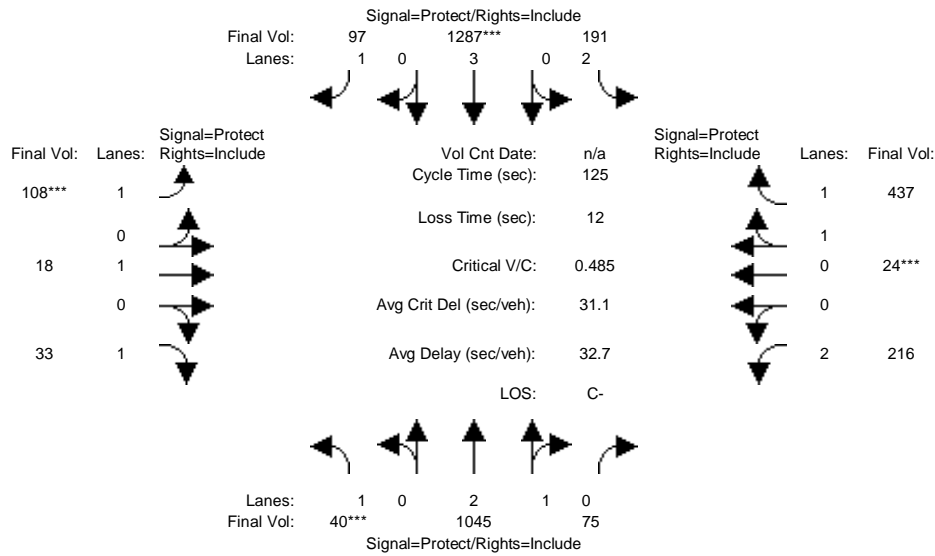 Signal=Protect/Rights=Include
Final Vol: 97 1287*** 191
Lanes: 1 0 3 0 2
Signal=Protect Signal=Protect
Final Vol: Lanes: Rights=Include Vol Cnt Date: n/a Rights=Include Lanes: Final Vol:
Cycle Time (sec): 125
108*** 1 1 437
Loss Time (sec): 12
0 1
18 1 Critical V/C: 0.485 0 24***
0 Avg Crit Del (sec/veh): 31.1 0
33 1 Avg Delay (sec/veh): 32.7 2 216
LOS: C-
Lanes: 1 0 2 1 0
Final Vol: 40*** 1045 75
Signal=Protect/Rights=Include